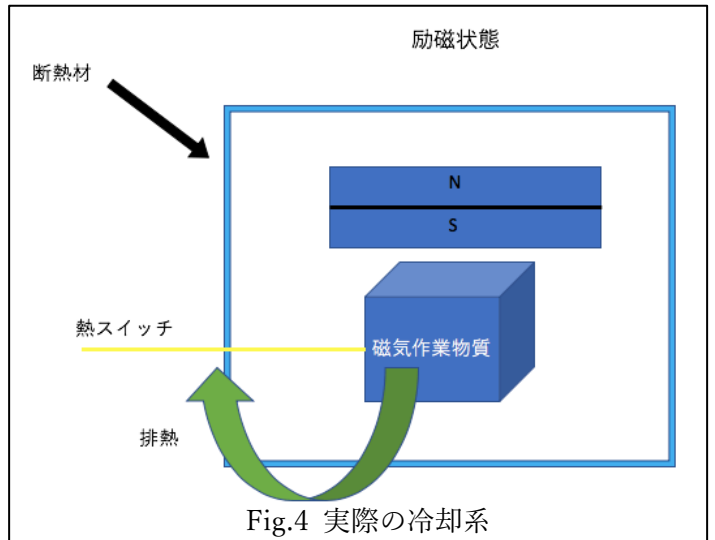 励磁状態
断熱材
N
S
熱スイッチ
磁気作業物質
排熱
Fig.4 実際の冷却系